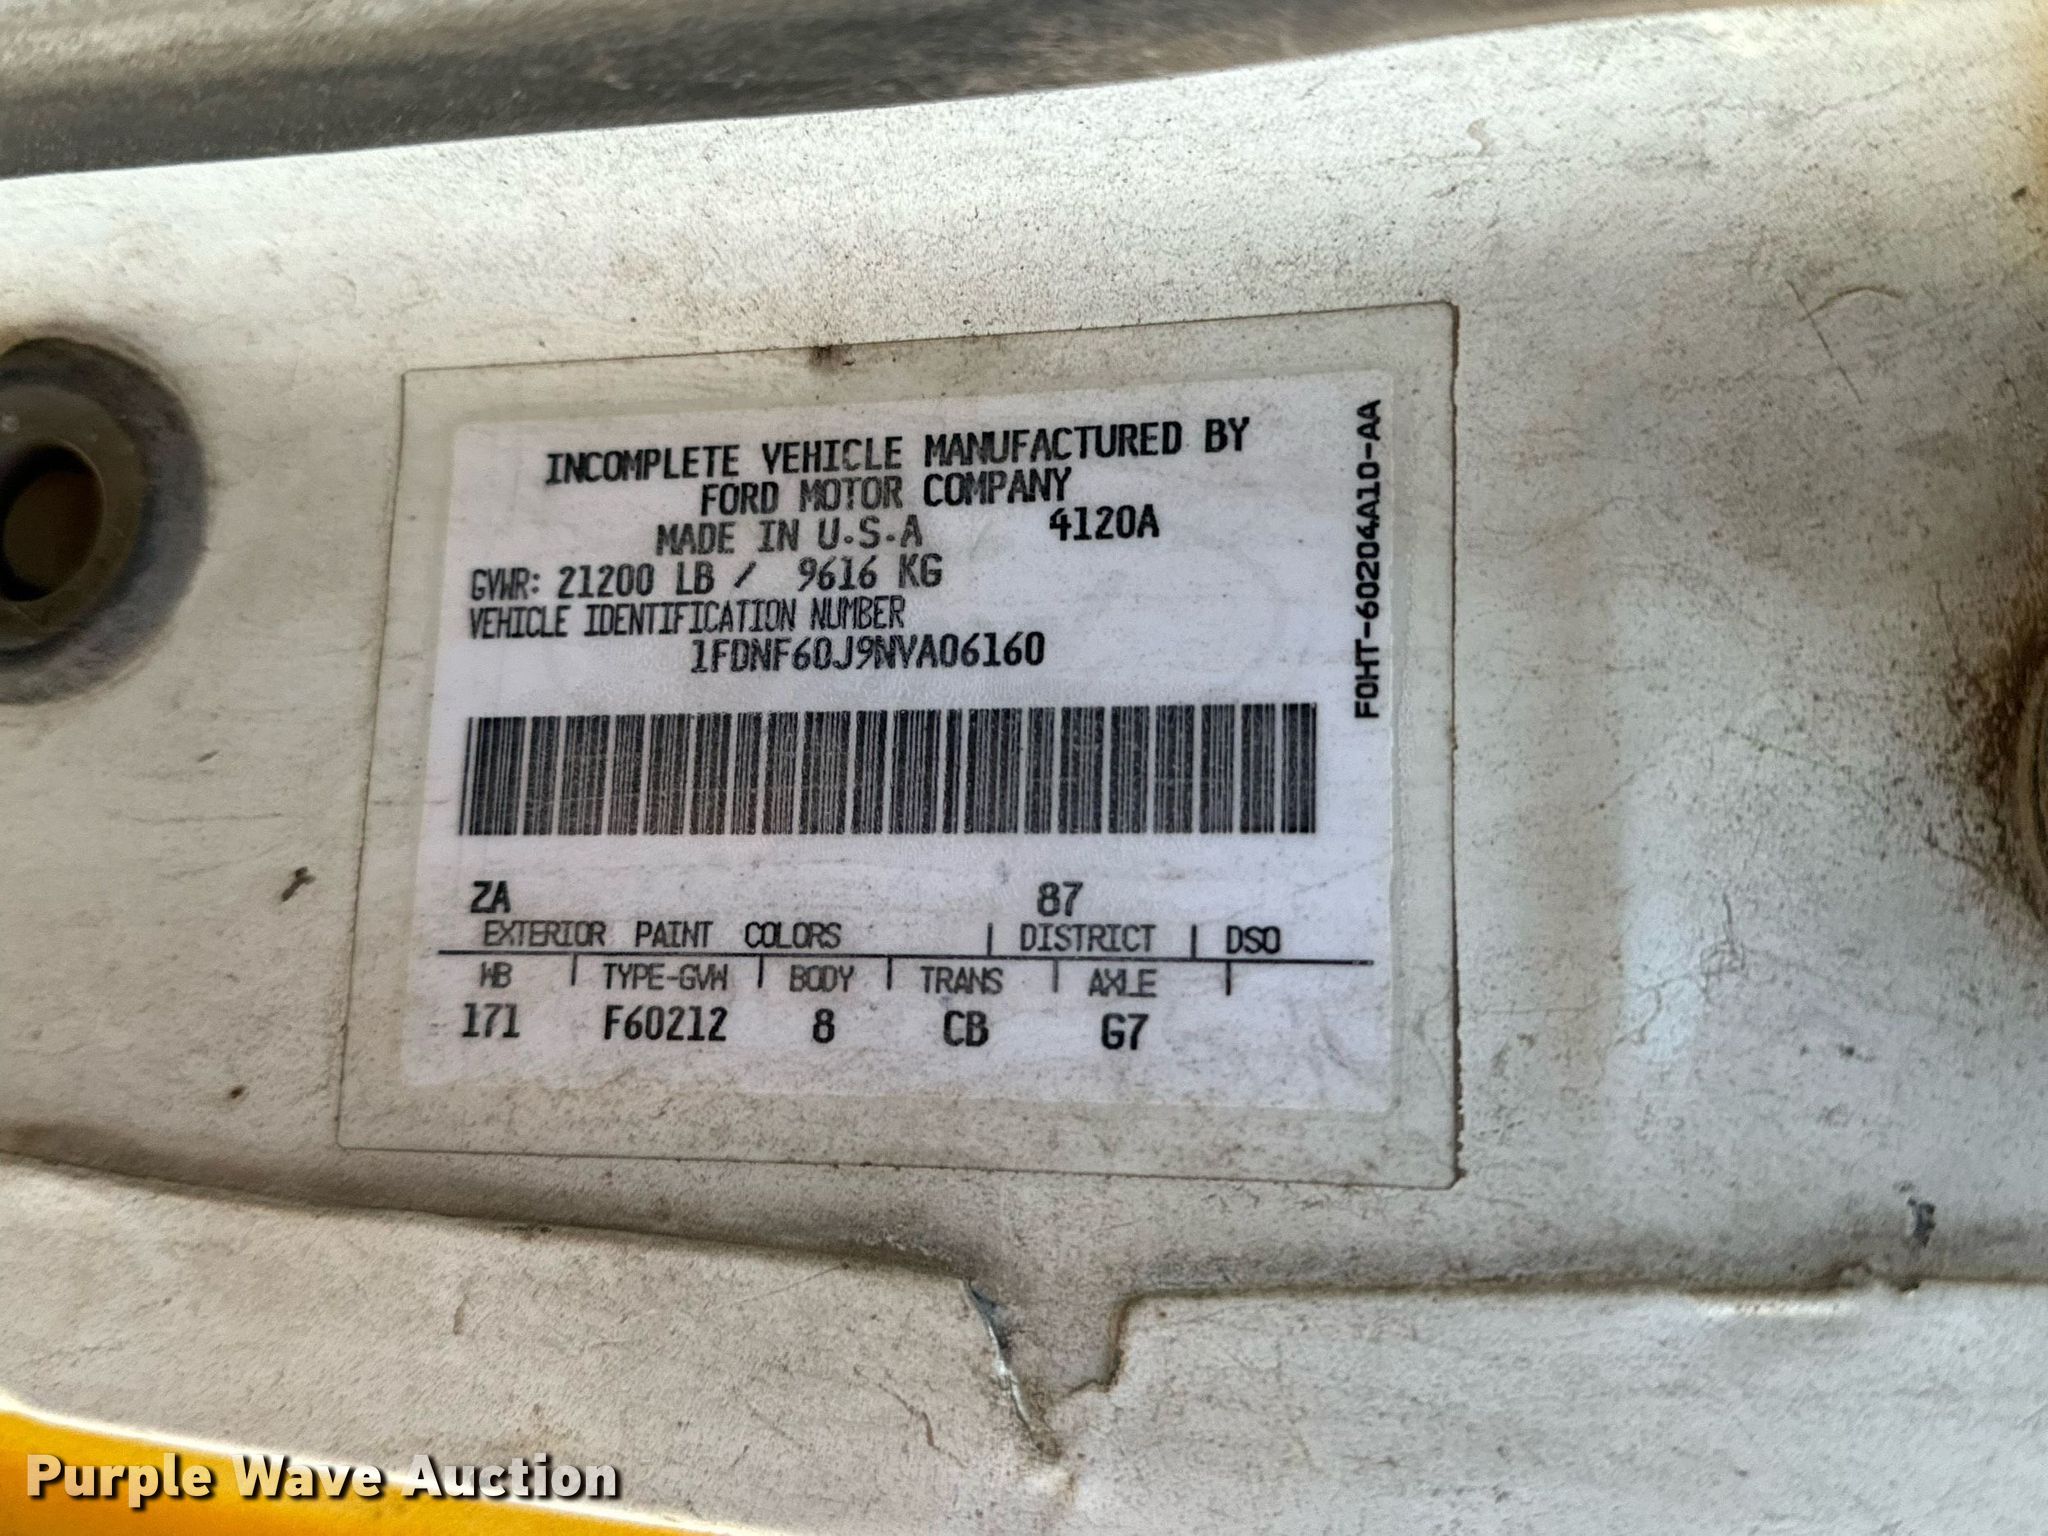 INCOMPLETE VEHICLE MANUFACTURED BY
FORD MOTOR COMPANY
MADE IN U.S.A 4120A
GVWR: 21200 LB / 9616 KG
VEHICLE IDENTIFICATION NUMBER
1FDNF60J9NVA06160
F0HT-60204A10-AA
ZA 87
EXTERIOR PAINT COLORS | DISTRICT | DSO
WB | TYPE-GVW | BODY | TRANS | AXLE |
171 F60212 8 CB G7
Purple Wave Auction